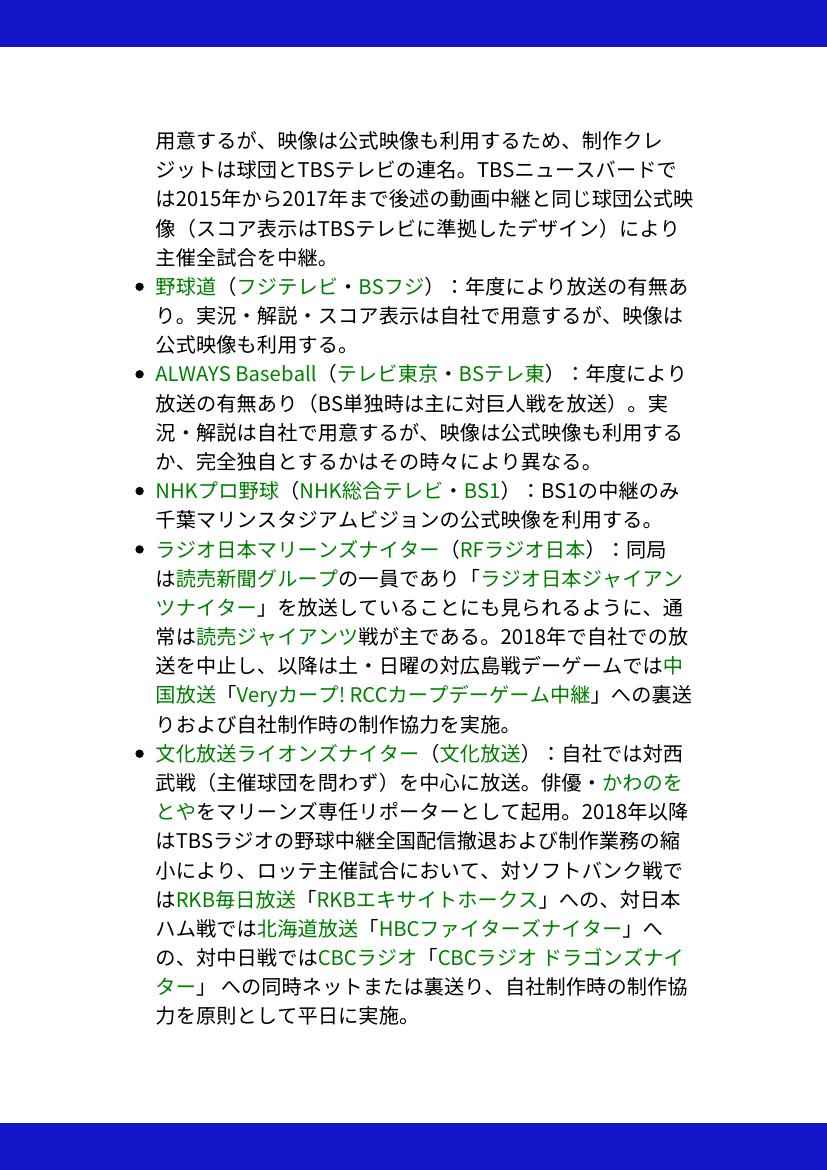 用意するが、映像は公式映像も利用するため、制作クレ
ジットは球団とTBSテレビの連名。TBSニュースバードで
は2015年から2017年まで後述の動画中継と同じ球団公式映
像（スコア表示はTBSテレビに準拠したデザイン）により
主催全試合を中継。
• 野球道（フジテレビ・BSフジ）：年度により放送の有無あ
り。実況・解説・スコア表示は自社で用意するが、映像は
公式映像も利用する。
• ALWAYS Baseball（テレビ東京・BSテレ東）：年度により
放送の有無あり（BS単独時は主に対巨人戦を放送）。実
況・解説は自社で用意するが、映像は公式映像も利用する
か、完全独自とするかはその時々により異なる。
• NHKプロ野球（NHK総合テレビ・BS1）：BS1の中継のみ
千葉マリンスタジアムビジョンの公式映像を利用する。
• ラジオ日本マリーンズナイター（RFラジオ日本）：同局
は読売新聞グループの一員であり「ラジオ日本ジャイアン
ツナイター」を放送していることにも見られるように、通
常は読売ジャイアンツ戦が主である。2018年で自社での放
送を中止し、以降は土・日曜の対広島戦デーゲームでは中
国放送「Veryカープ! RCCカープデーゲーム中継」への裏送
りおよび自社制作時の制作協力を実施。
• 文化放送ライオンズナイター（文化放送）：自社では対西
武戦（主催球団を問わず）を中心に放送。俳優・かわのを
とやをマリーンズ専任リポーターとして起用。2018年以降
はTBSラジオの野球中継全国配信撤退および制作業務の縮
小により、ロッテ主催試合において、対ソフトバンク戦で
はRKB毎日放送「RKBエキサイトホークス」への、対日本
ハム戦では北海道放送「HBCファイターズナイター」へ
の、対中日戦ではCBCラジオ「CBCラジオ ドラゴンズナイ
ター」 への同時ネットまたは裏送り、自社制作時の制作協
力を原則として平日に実施。